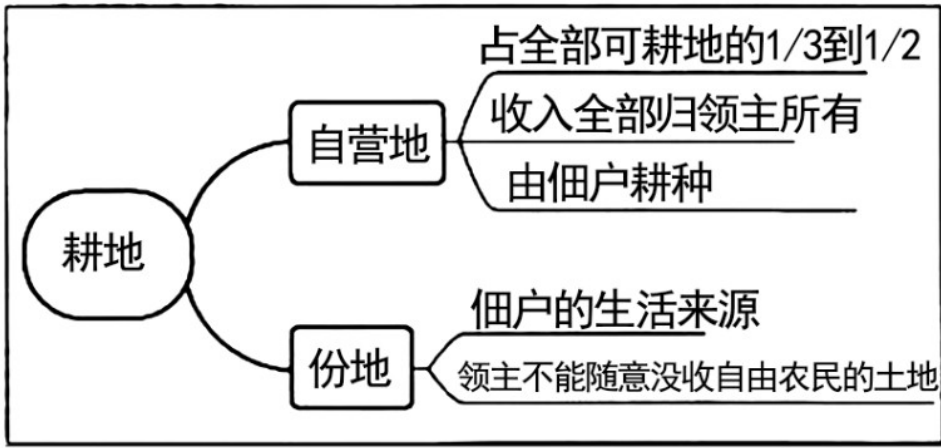 耕地
自营地
占全部可耕地的1/3到1/2
收入全部归领主所有
由佃户耕种
份地
佃户的生活来源
领主不能随意没收自由农民的土地